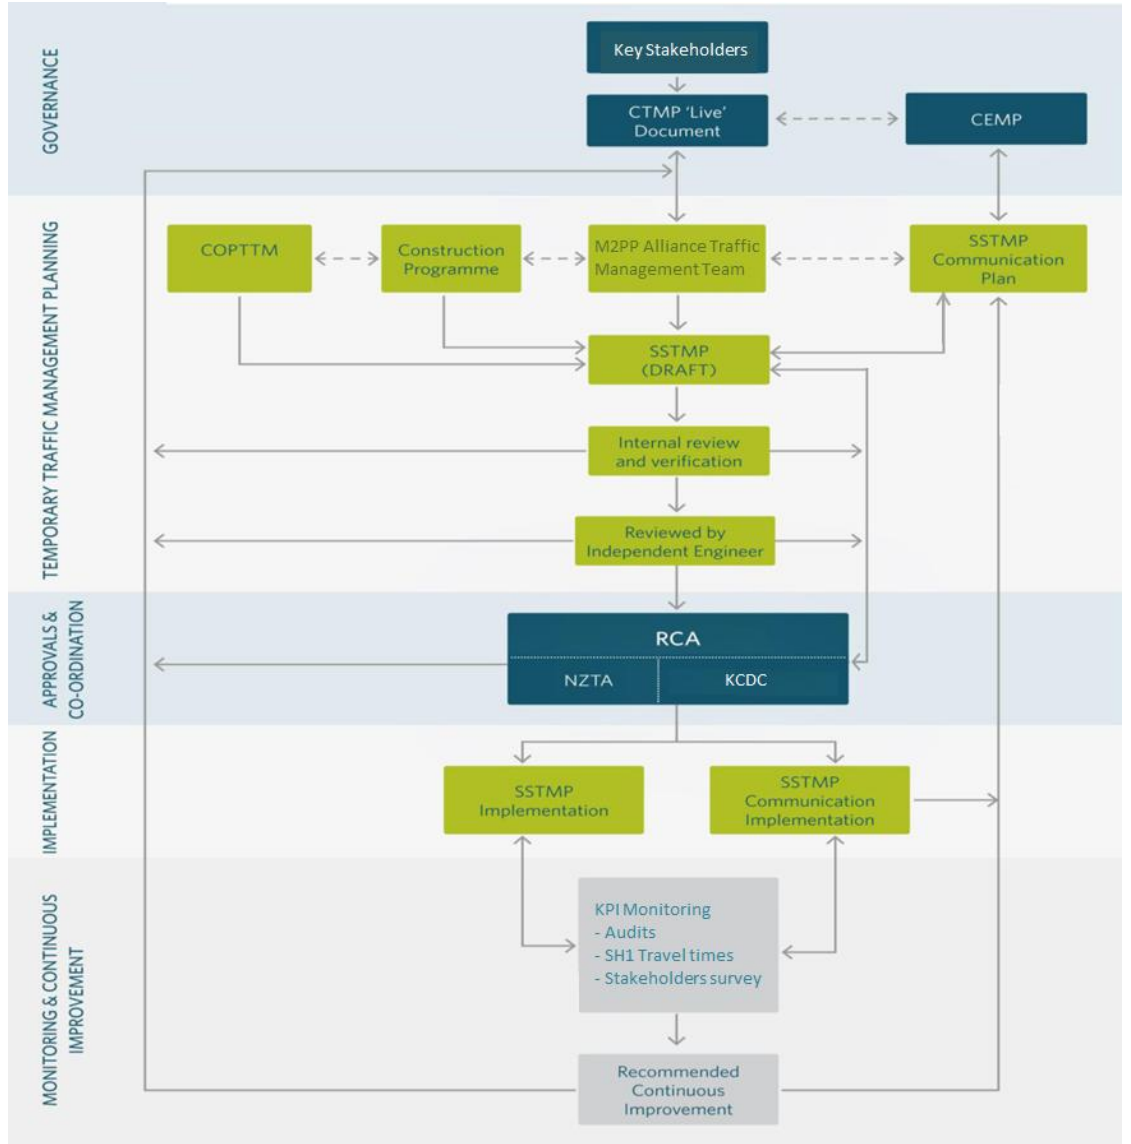 GOVERNANCE
Key Stakeholders
CTMP 'Live'
Document
CEMP
TEMPORARY TRAFFIC MANAGEMENT PLANNING
COPTTM
Construction
Programme
M2PP Alliance Traffic
Management Team
SSTMP
Communication
Plan
SSTMP
(DRAFT)
Internal review
and verification
Reviewed by
Independent Engineer
APPROVALS &
CO-ORDINATION
RCA
NZTA
KCDC
IMPLEMENTATION
SSTMP
Implementation
SSTMP
Communication
Implementation
MONITORING & CONTINUOUS
IMPROVEMENT
KPI Monitoring
- Audits
- SH1 Travel times
- Stakeholders survey
Recommended
Continuous
Improvement